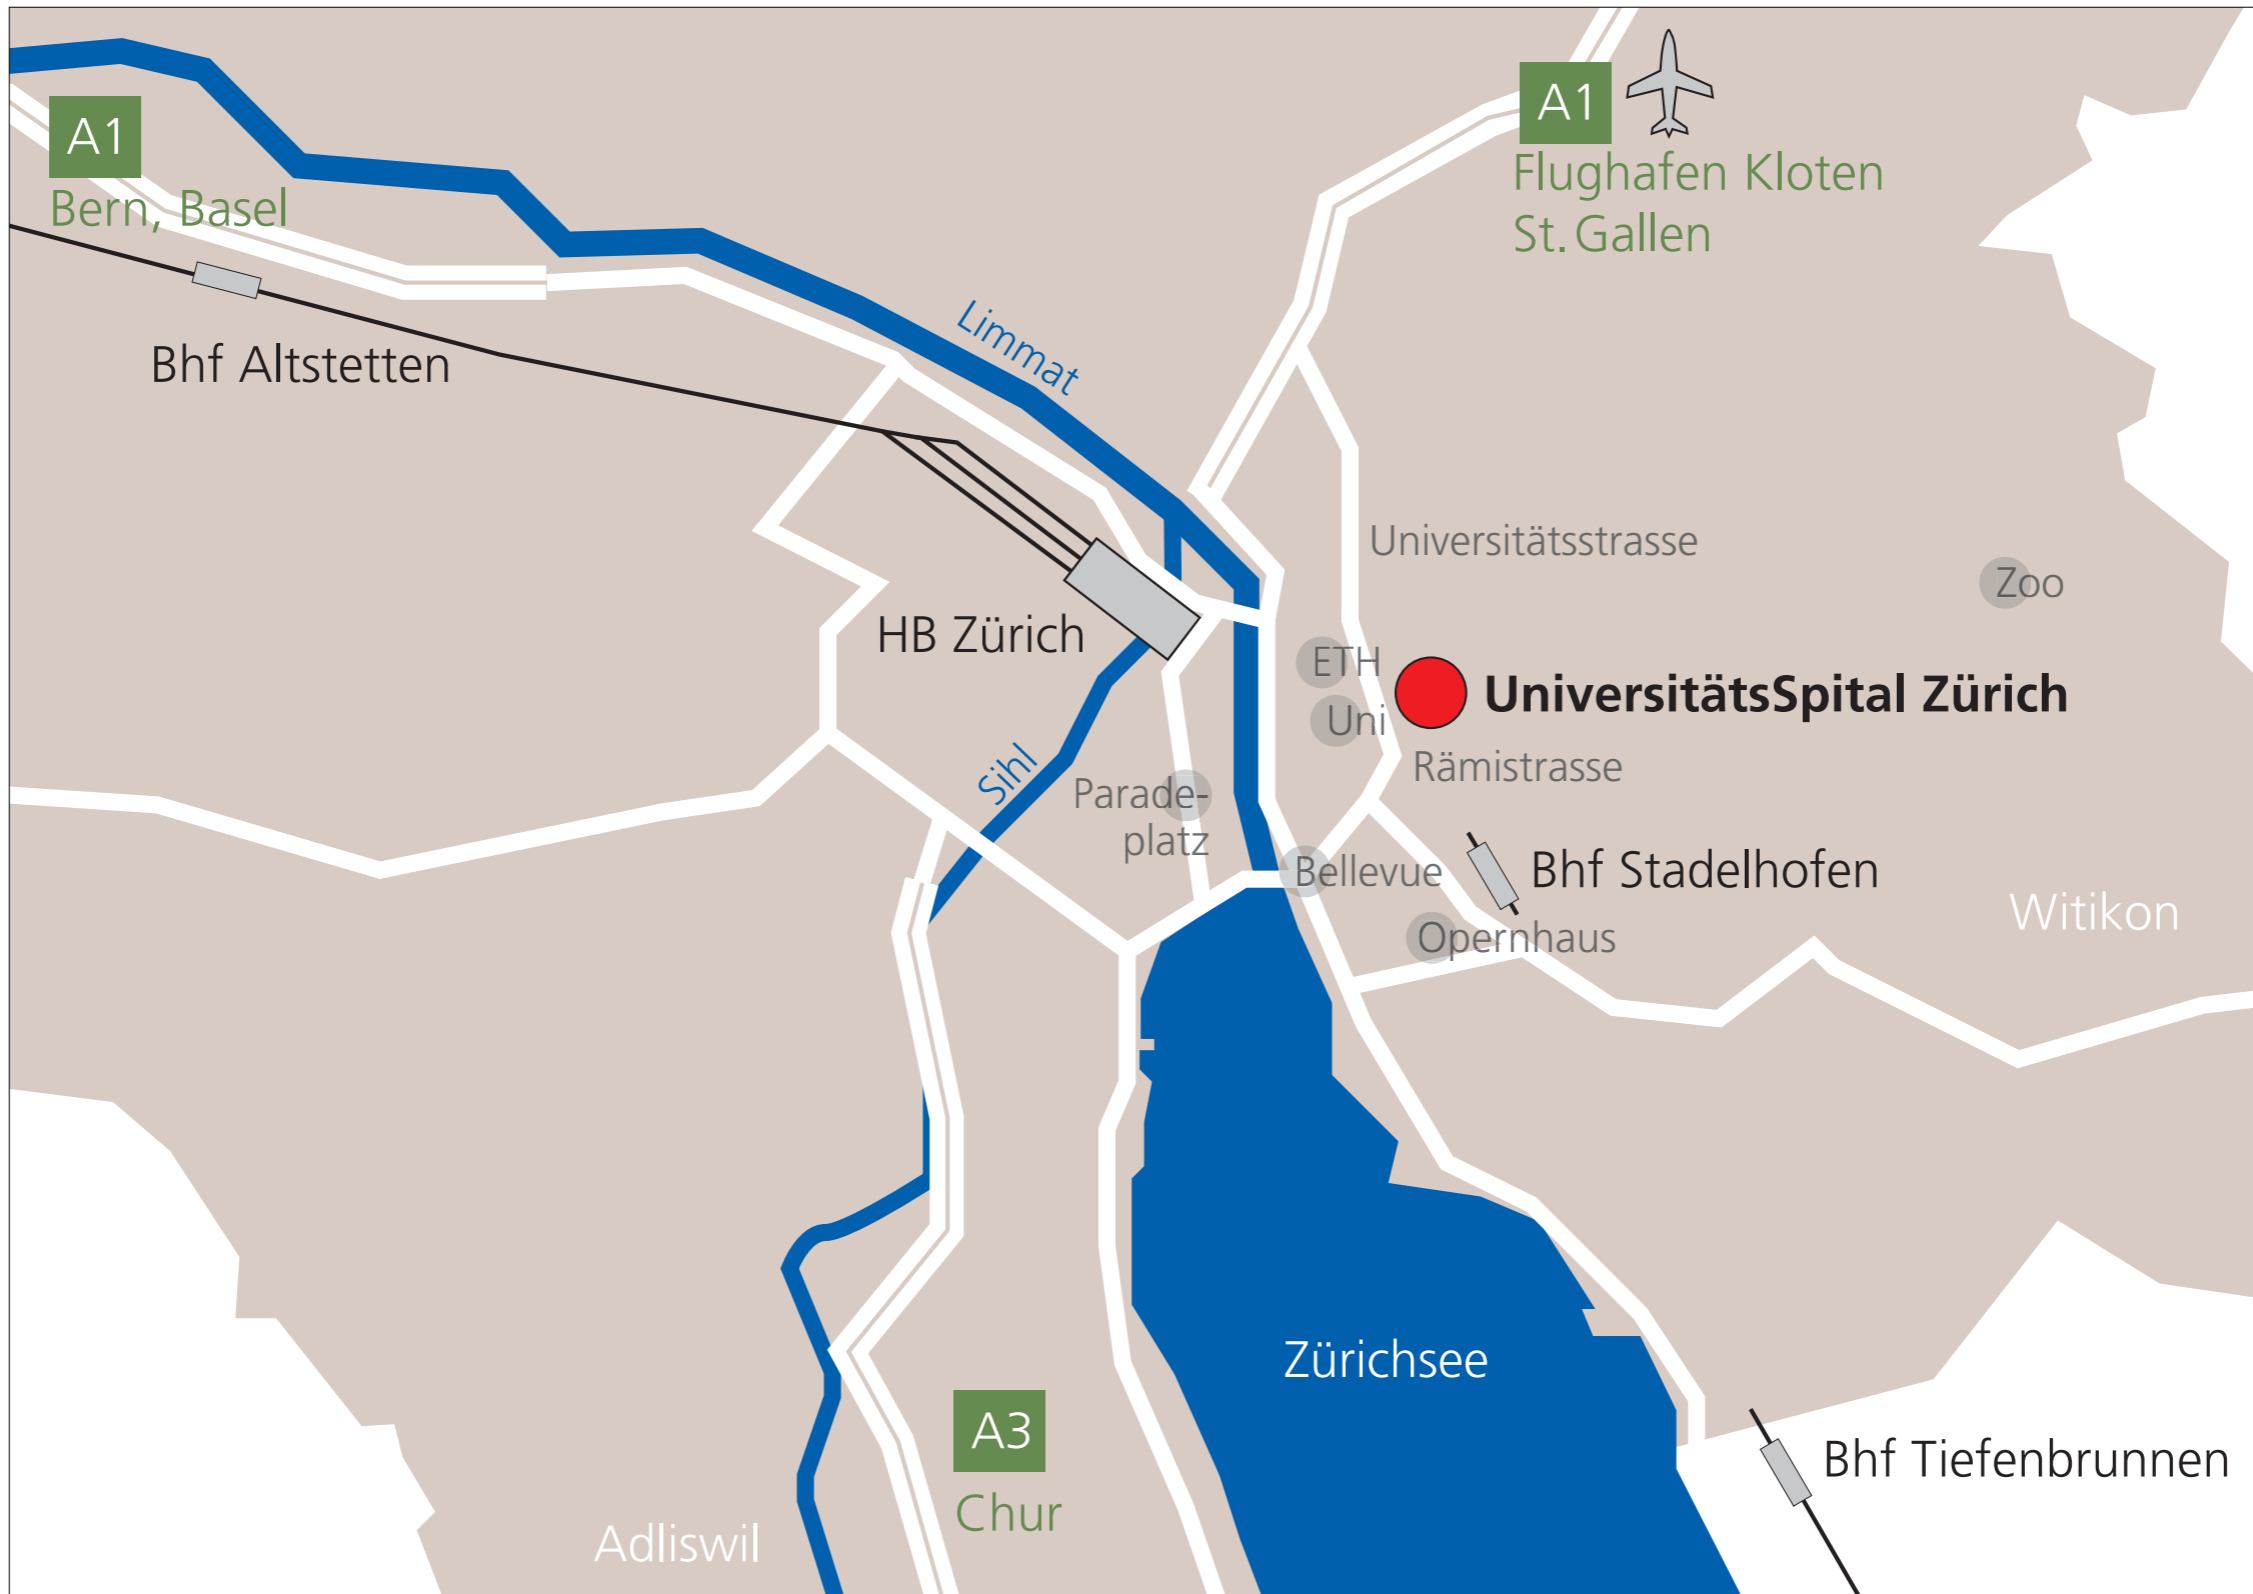 A1
Bern, Basel
A1
Flughafen Kloten
St. Gallen
Bhf Altstetten
Limmat
Universitätsstrasse
Zoo
HB Zürich
ETH
UniversitätsSpital Zürich
Uni
Rämistrasse
Sihl
Parade-
platz
Bellevue
Bhf Stadelhofen
Witikon
Opernhaus
Zürichsee
A3
Chur
Bhf Tiefenbrunnen
Adliswil